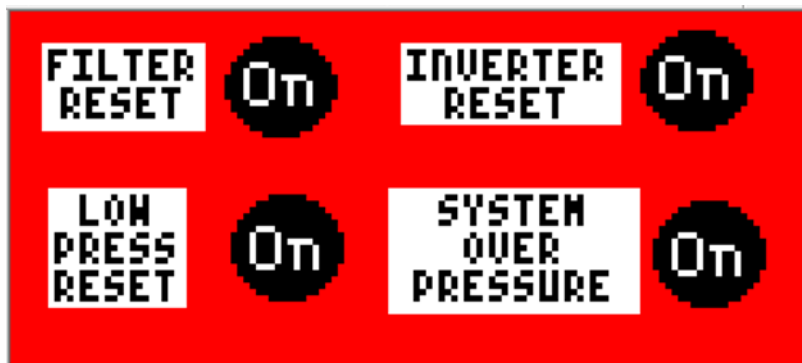 FILTER
RESET
On
INVERTER
RESET
On
LOW
PRESS
RESET
On
SYSTEM
OVER
PRESSURE
On